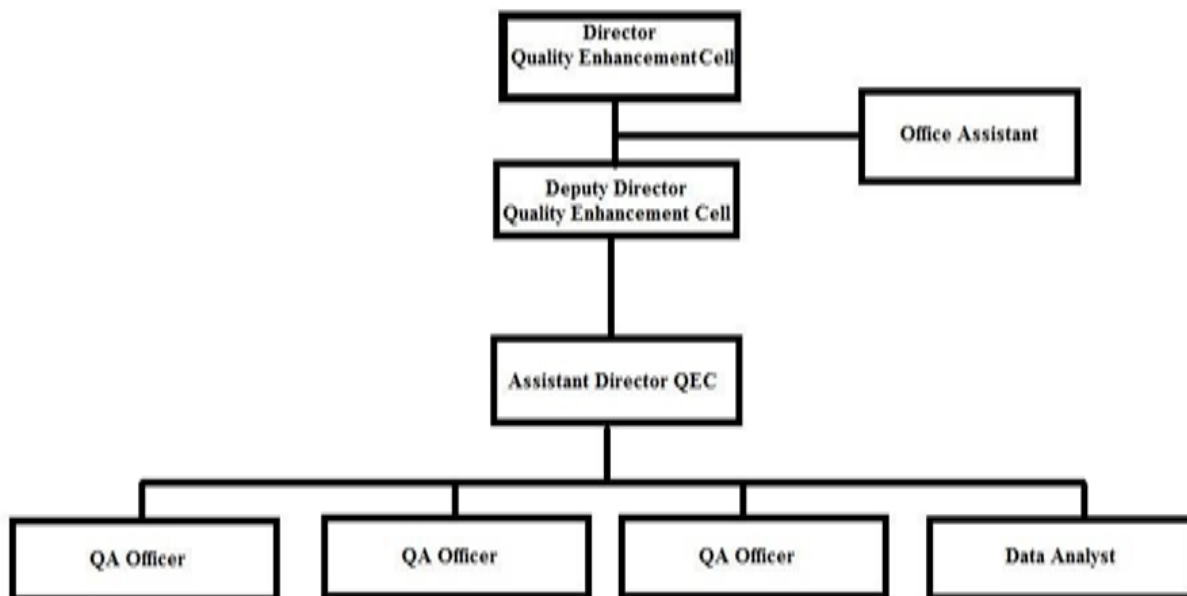 Director
Quality Enhancement Cell
Office Assistant
Deputy Director
Quality Enhancement Cell
Assistant Director QEC
QA Officer
QA Officer
QA Officer
Data Analyst